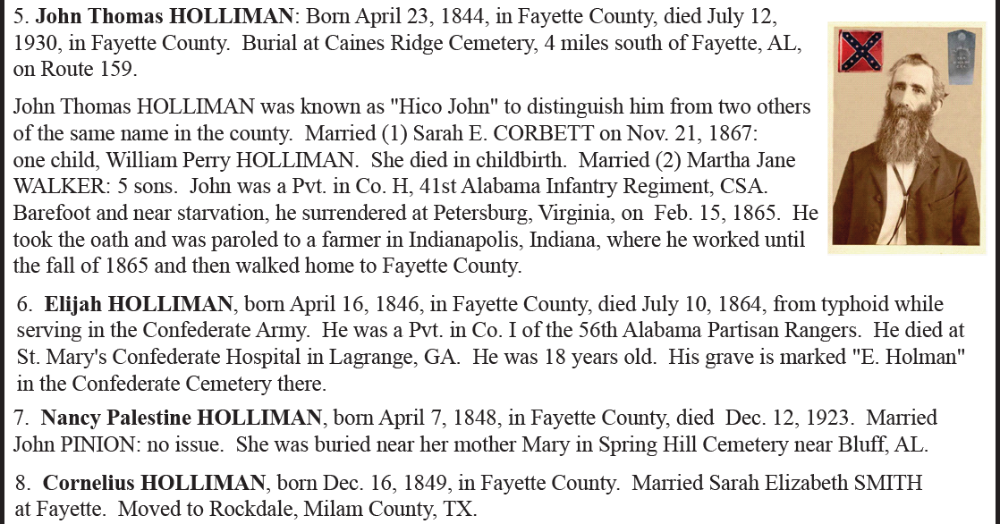 5. John Thomas HOLLIMAN: Born April 23, 1844, in Fayette County, died July 12,
1930, in Fayette County.  Burial at Caines Ridge Cemetery, 4 miles south of Fayette, AL,
on Route 159.
John Thomas HOLLIMAN was known as "Hico John" to distinguish him from two others
of the same name in the county.  Married (1) Sarah E. CORBETT on Nov. 21, 1867:
one child, William Perry HOLLIMAN.  She died in childbirth.  Married (2) Martha Jane
WALKER: 5 sons.  John was a Pvt. in Co. H, 41st Alabama Infantry Regiment, CSA.
Barefoot and near starvation, he surrendered at Petersburg, Virginia, on  Feb. 15, 1865.  He
took the oath and was paroled to a farmer in Indianapolis, Indiana, where he worked until
the fall of 1865 and then walked home to Fayette County.
6.  Elijah HOLLIMAN, born April 16, 1846, in Fayette County, died July 10, 1864, from typhoid while
serving in the Confederate Army.  He was a Pvt. in Co. I of the 56th Alabama Partisan Rangers.  He died at
St. Mary's Confederate Hospital in Lagrange, GA.  He was 18 years old.  His grave is marked "E. Holman"
in the Confederate Cemetery there.
7.  Nancy Palestine HOLLIMAN, born April 7, 1848, in Fayette County, died  Dec. 12, 1923.  Married
John PINION: no issue.  She was buried near her mother Mary in Spring Hill Cemetery near Bluff, AL.
8.  Cornelius HOLLIMAN, born Dec. 16, 1849, in Fayette County.  Married Sarah Elizabeth SMITH
at Fayette.  Moved to Rockdale, Milam County, TX.